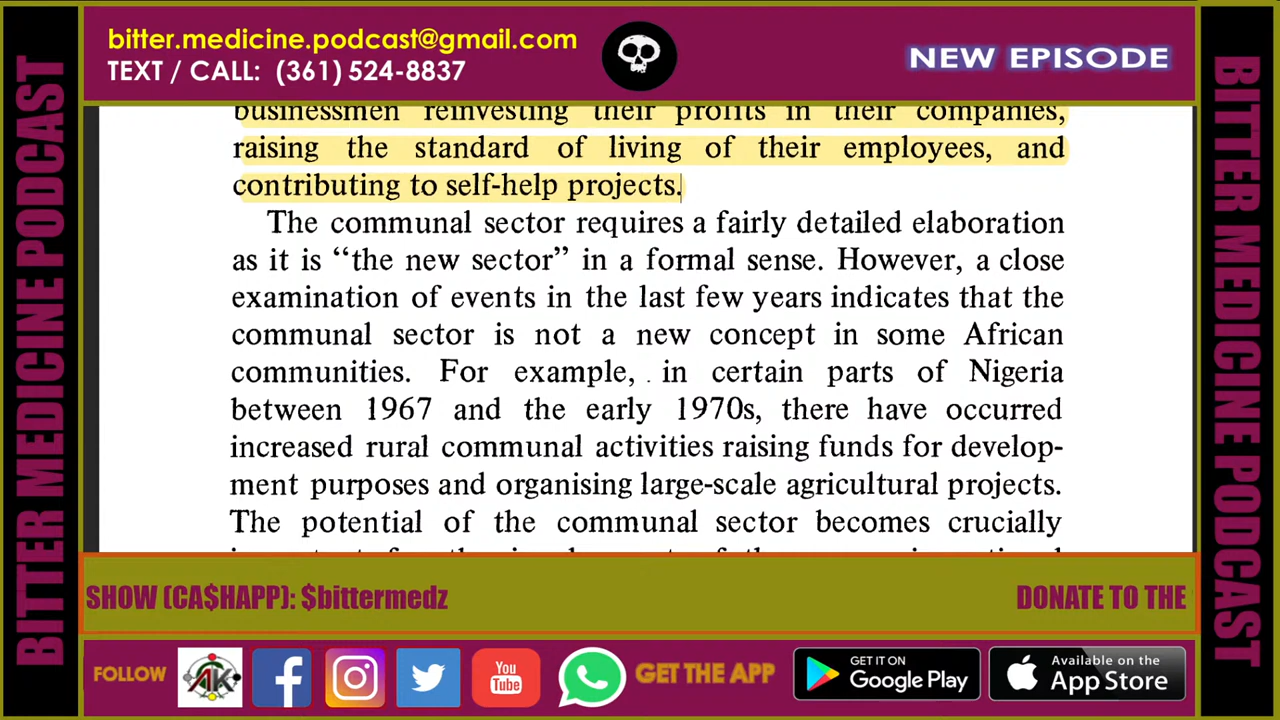 bitter.medicine.podcast@gmail.com
TEXT / CALL: (361) 524-8837
NEW EPISODE
BITTER MEDICINE PODCAST
businessmen reinvesting their profits in their companies,
raising the standard of living of their employees, and
contributing to self-help projects.
The communal sector requires a fairly detailed elaboration
as it is “the new sector” in a formal sense. However, a close
examination of events in the last few years indicates that the
communal sector is not a new concept in some African
communities. For example, . in certain parts of Nigeria
between 1967 and the early 1970s, there have occurred
increased rural communal activities raising funds for develop-
ment purposes and organising large-scale agricultural projects.
The potential of the communal sector becomes crucially
BITTER MEDICINE PODCAST
SHOW (CA$HAPP): $bittermedz
DONATE TO THE
FOLLOW
ATK
You
Tube
GET THE APP
GET IT ON
Google Play
Available on the
App Store